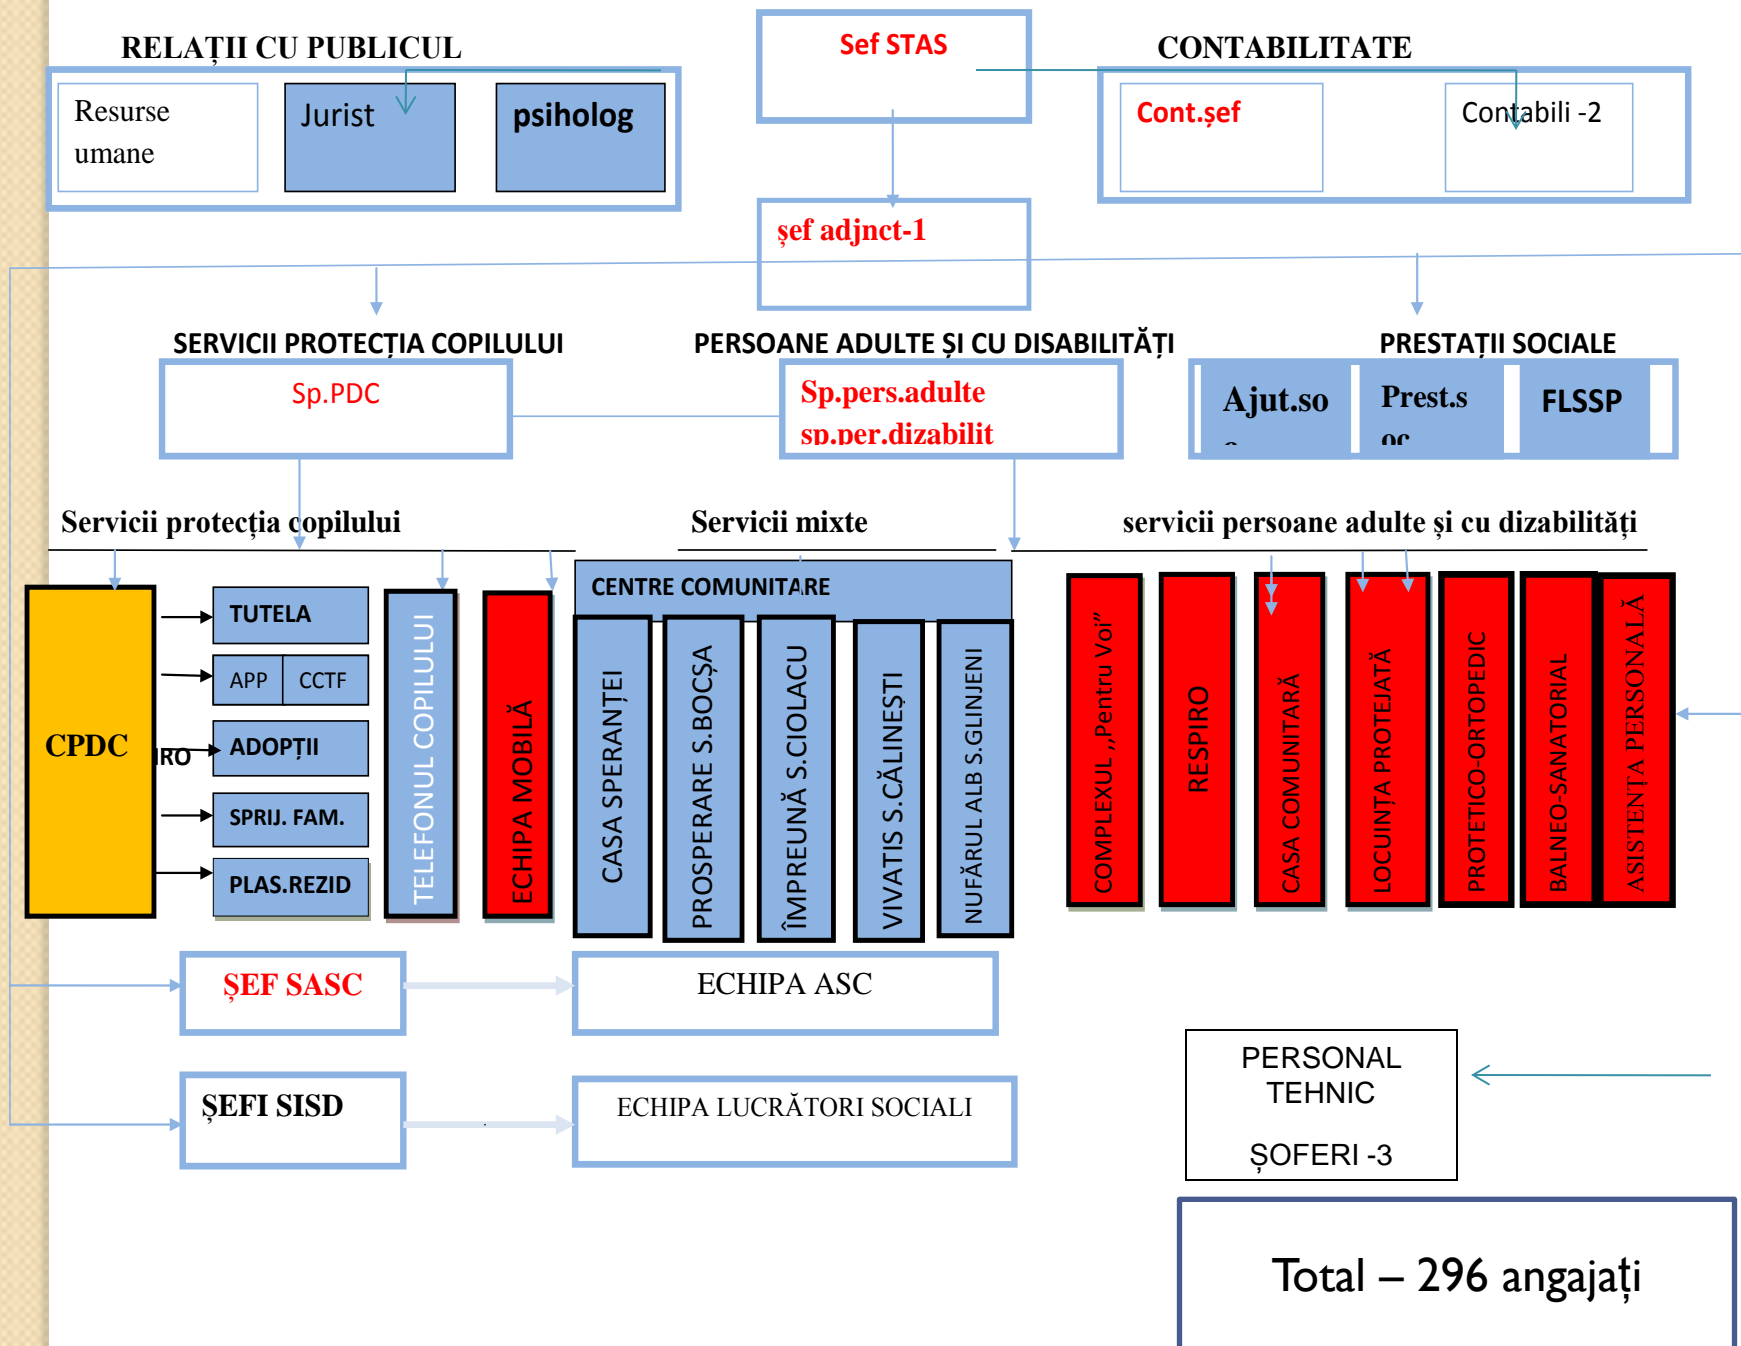 RELAȚII CU PUBLICUL
Sef STAS
CONTABILITATE
Resurse
umane
Jurist
psiholog
Cont.șef
Contabili -2
șef adjnct-1
SERVICII PROTECȚIA COPILULUI
PERSOANE ADULTE ȘI CU DISABILITĂȚI
PRESTAȚII SOCIALE
Sp.PDC
Sp.pers.adulte
sp.per.dizabilit
Ajut.so
Prest.s
oc
FLSSP
Servicii protecția copilului
Servicii mixte
servicii persoane adulte și cu dizabilități
CPDC
IRO
TUTELA
APP
CCTF
ADOPȚII
SPRIJ. FAM.
PLAS.REZID
TELEFONUL COPILULUI
ECHIPA MOBILĂ
CENTRE COMUNITARE
CASA SPERANȚEI
PROSPERARE S.BOCȘA
ÎMPREUNĂ S.CIOLACU
VIVATIS S.CĂLINEȘTI
NUFĂRUL ALB S.GLINJENI
COMPLEXUL ,,Pentru Voi”
RESPIRO
CASA COMUNITARĂ
LOCUINȚA PROTEJATĂ
PROTETICO-ORTOPEDIC
BALNEO-SANATORIAL
ASISTENȚA PERSONALĂ
ȘEF SASC
ECHIPA ASC
ȘEFI SISD
ECHIPA LUCRĂTORI SOCIALI
PERSONAL
TEHNIC
ȘOFERI -3
Total – 296 angajați